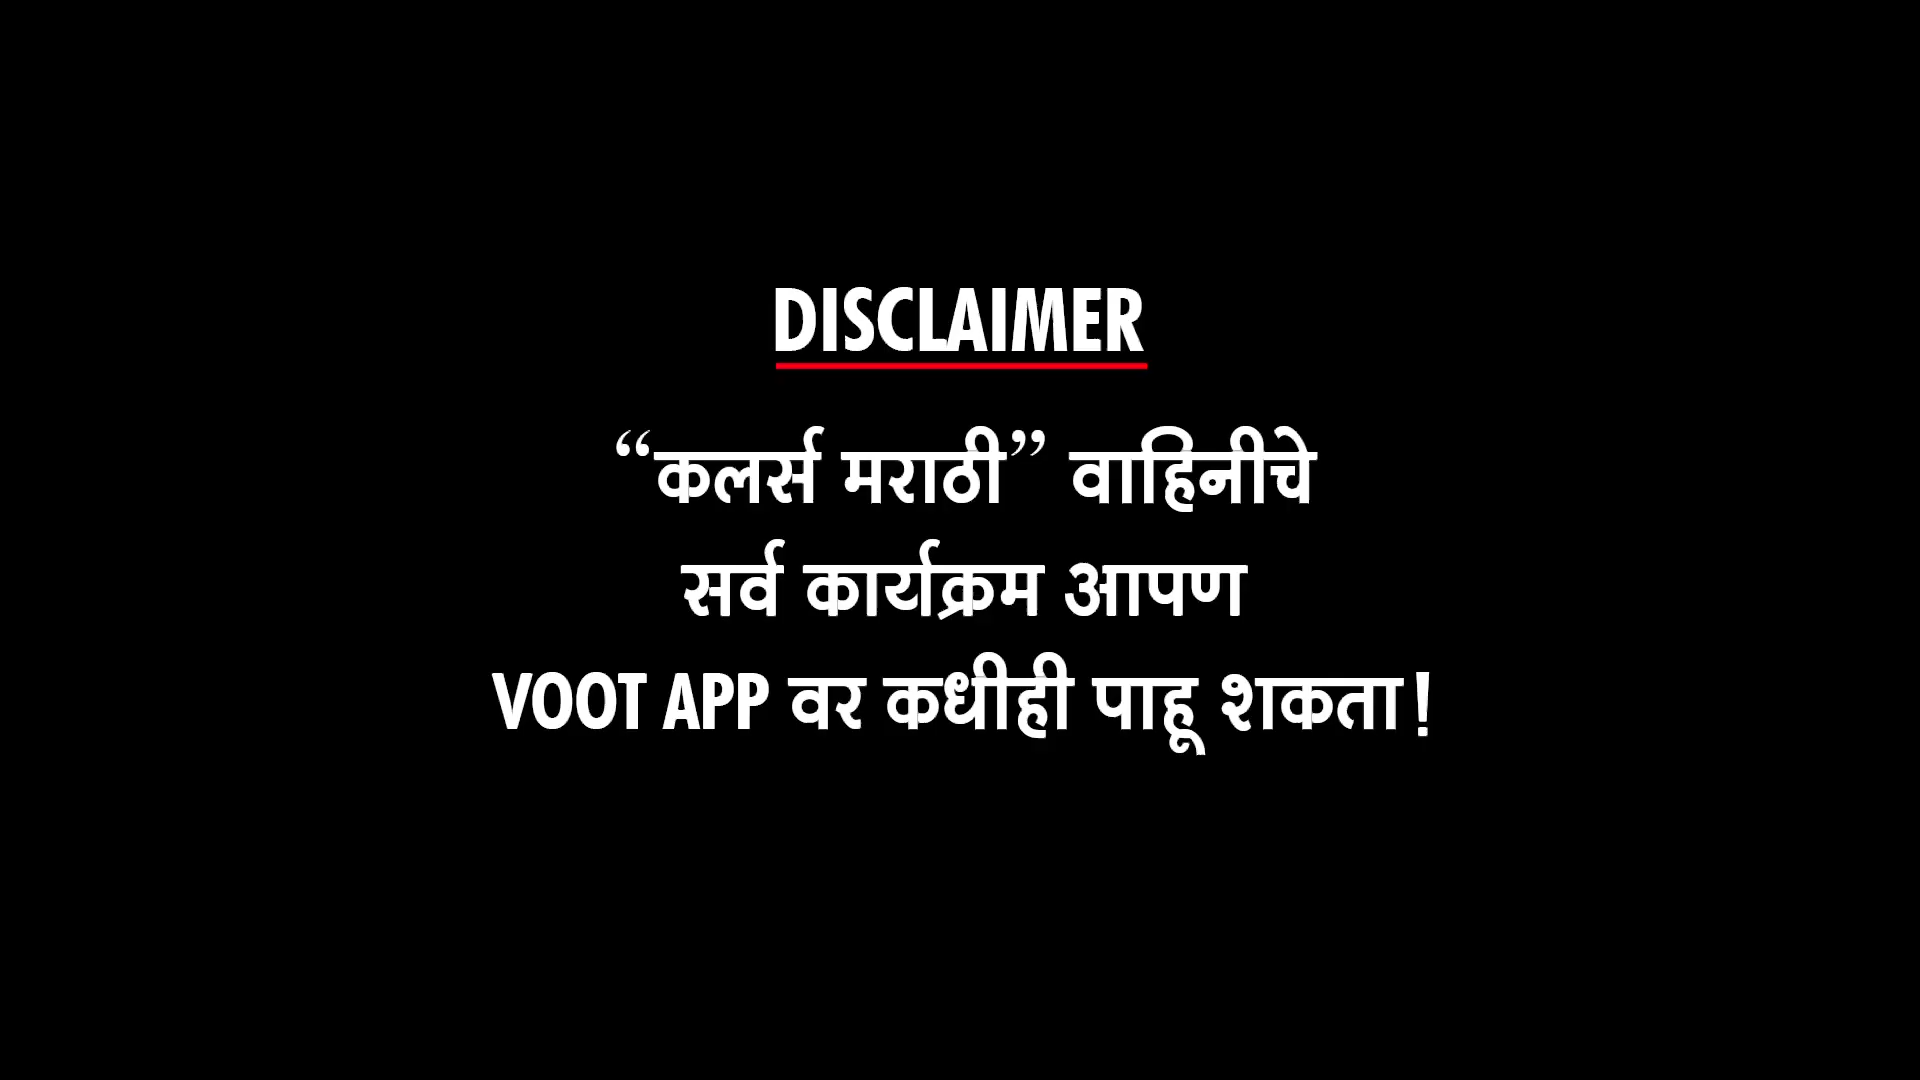 DISCLAIMER
“कलर्स मराठी” वाहिनीचे
सर्व कार्यक्रम आपण
VOOT APP वर कधीही पाहू शकता!